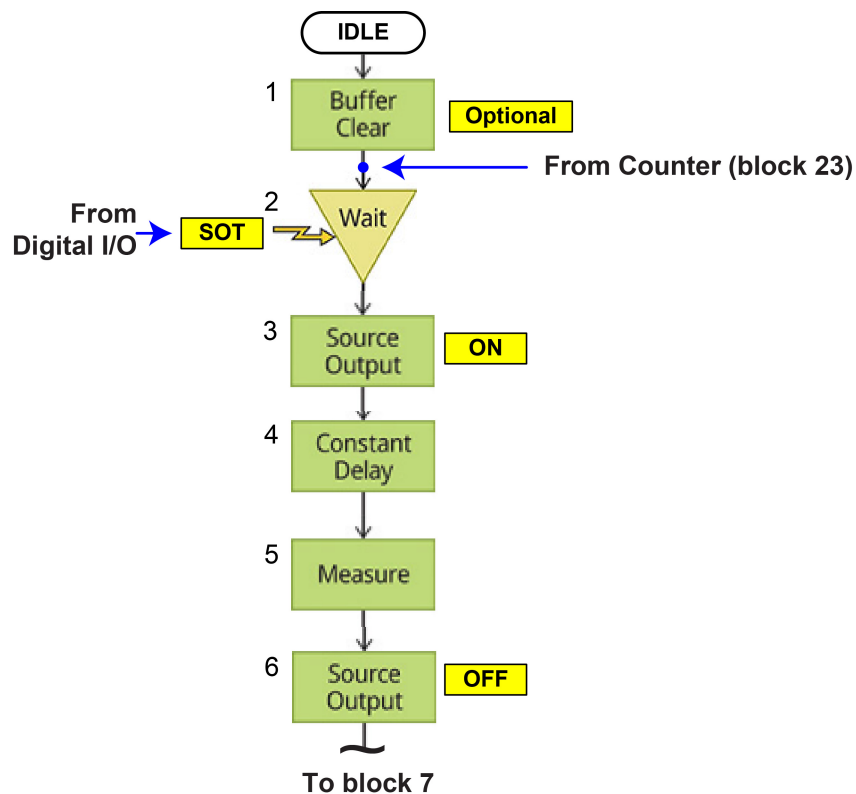 IDLE
1
Buffer
Clear
Optional
From Counter (block 23)
2
Wait
From
Digital I/O
SOT
3
Source
Output
ON
4
Constant
Delay
5
Measure
6
Source
Output
OFF
To block 7